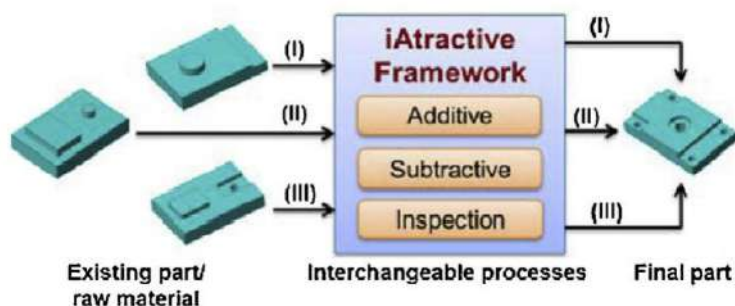 (I)
(II)
(III)
iAtractive
Framework
Additive
Subtractive
Inspection
(I)
(II)
(III)
Existing part/
raw material
Interchangeable processes
Final part